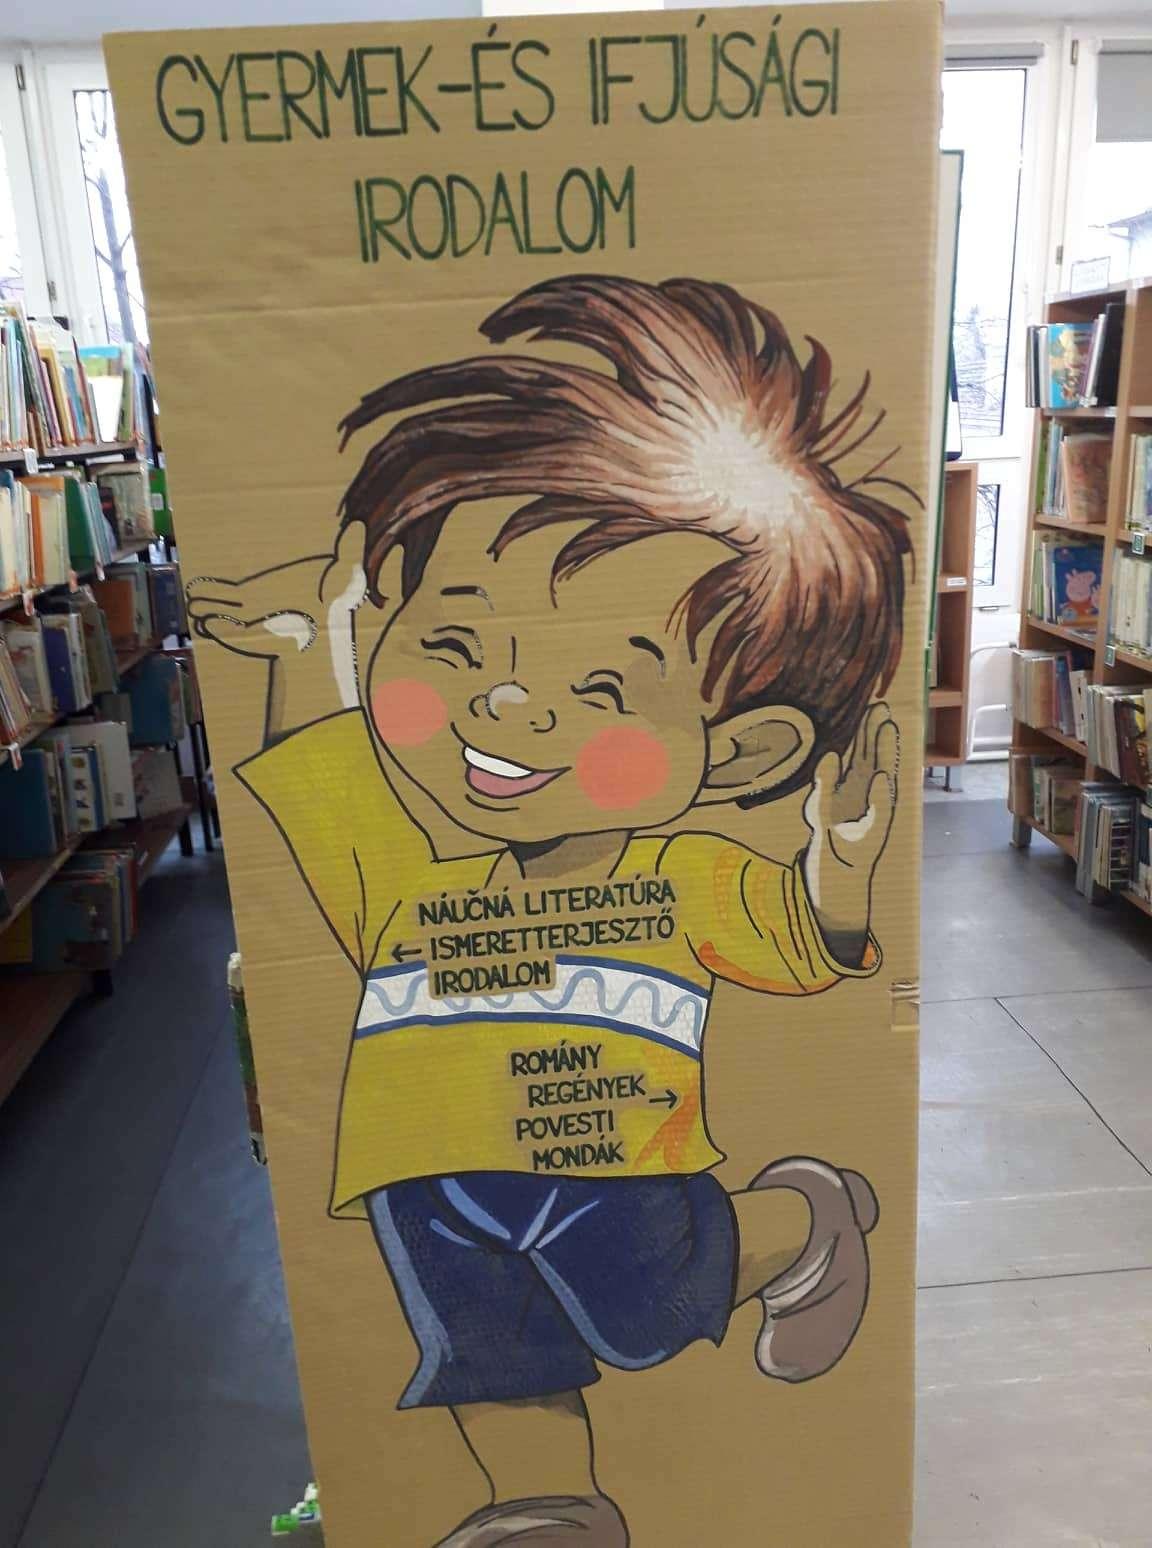 GYERMEK-ÉS IFJÚSÁGI
IRODALOM
NÁUČNÁ LITERATÚRA
← ISMERETTERJESZTŐ
IRODALOM
ROMÁNY
REGÉNYEK →
POVESTI
MONDÁK